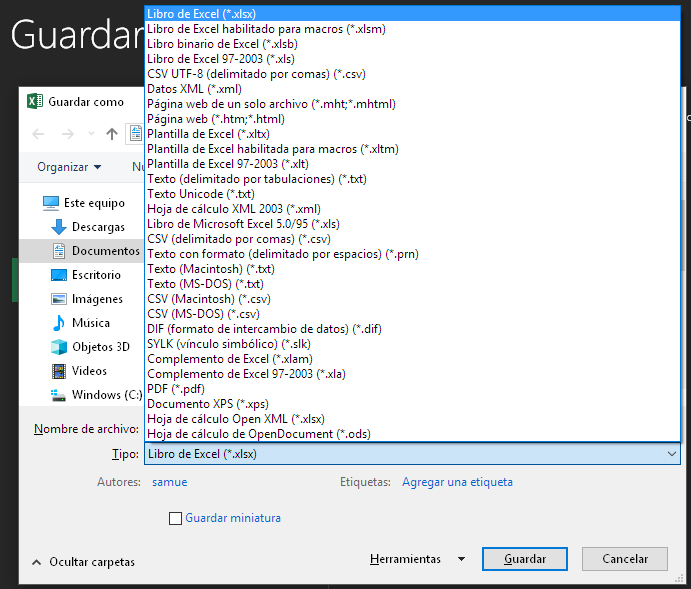 Guardar
Libro de Excel (*.xlsx)
Libro de Excel habilitado para macros (*.xlsm)
Libro binario de Excel (*.xlsb)
Libro de Excel 97-2003 (*.xls)
CSV UTF-8 (delimitado por comas) (*.csv)
Datos XML (*.xml)
Página web de un solo archivo (*.mht;*.mhtml)
Página web (*.htm;*.html)
Plantilla de Excel (*.xltx)
Plantilla de Excel habilitada para macros (*.xltm)
Plantilla de Excel 97-2003 (*.xlt)
Texto (delimitado por tabulaciones) (*.txt)
Texto Unicode (*.txt)
Hoja de cálculo XML 2003 (*.xml)
Libro de Microsoft Excel 5.0/95 (*.xls)
CSV (delimitado por comas) (*.csv)
Texto con formato (delimitado por espacios) (*.prn)
Texto (Macintosh) (*.txt)
Texto (MS-DOS) (*.txt)
CSV (Macintosh) (*.csv)
CSV (MS-DOS) (*.csv)
DIF (formato de intercambio de datos) (*.dif)
SYLK (vínculo simbólico) (*.slk)
Complemento de Excel (*.xlam)
Complemento de Excel 97-2003 (*.xla)
PDF (*.pdf)
Documento XPS (*.xps)
Hoja de cálculo Open XML (*.xlsx)
Hoja de cálculo de OpenDocument (*.ods)
Guardar como
Organizar
Este equipo
Descargas
Documentos
Escritorio
Imágenes
Música
Objetos 3D
Videos
Windows (C:)
Nombre de archivo:
Tipo: Libro de Excel (*.xlsx)
Autores: samue Etiquetas: Agregar una etiqueta
Guardar miniatura
Ocultar carpetas Herramientas Guardar Cancelar